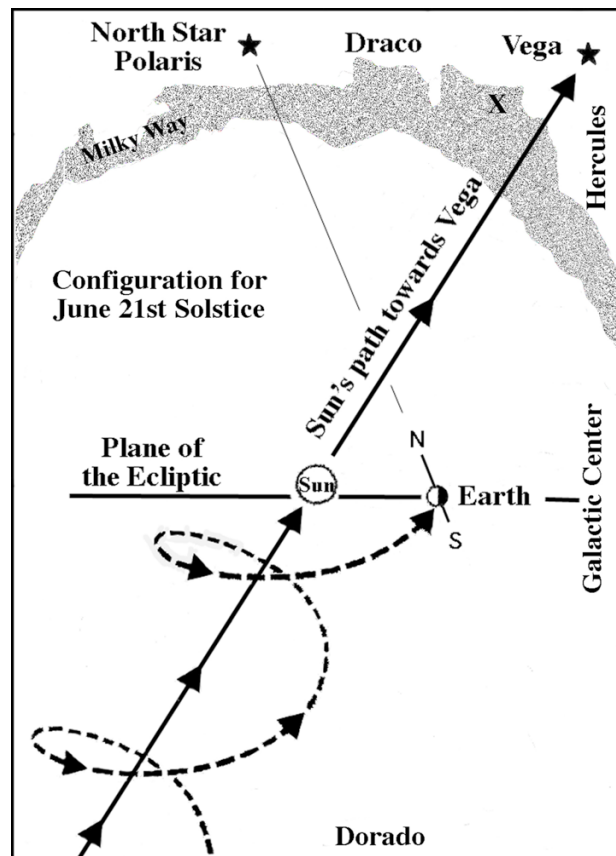 North Star
Polaris
Draco
Vega
X
Milky Way
Hercules
Configuration for
June 21st Solstice
Sun's path towards Vega
Plane of
the Ecliptic
Sun
N
Earth
S
Galactic Center
Dorado